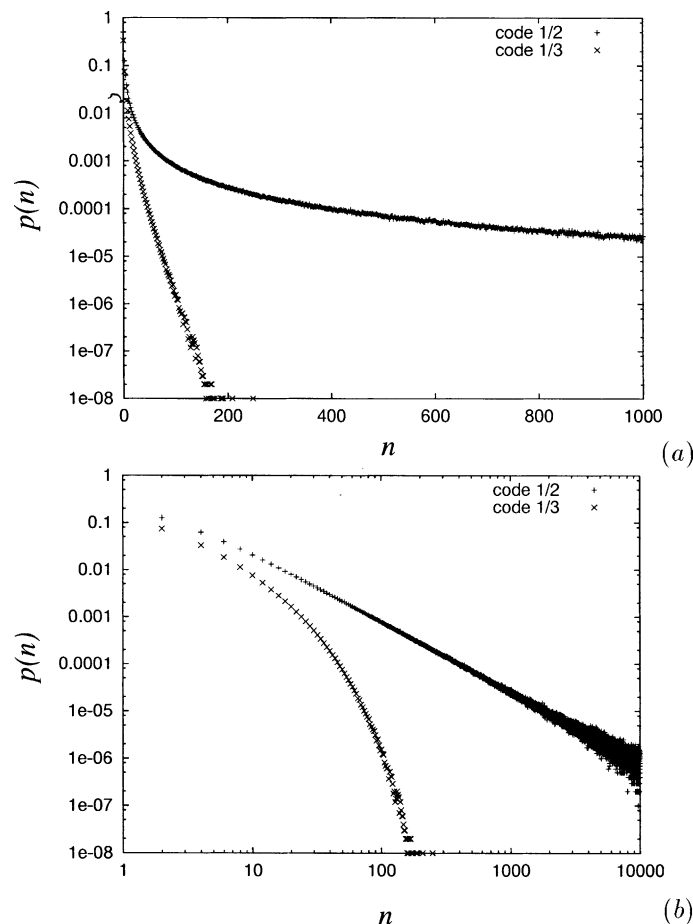 code 1/2 +
code 1/3 ×
1
0.1
0.01
0.001
0.0001
1e-05
1e-06
1e-07
1e-08
p(n)
0 200 400 600 800 1000
n
(a)
code 1/2 +
code 1/3 ×
1
0.1
0.01
0.001
0.0001
1e-05
1e-06
1e-07
1e-08
p(n)
1 10 100 1000 10000
n
(b)